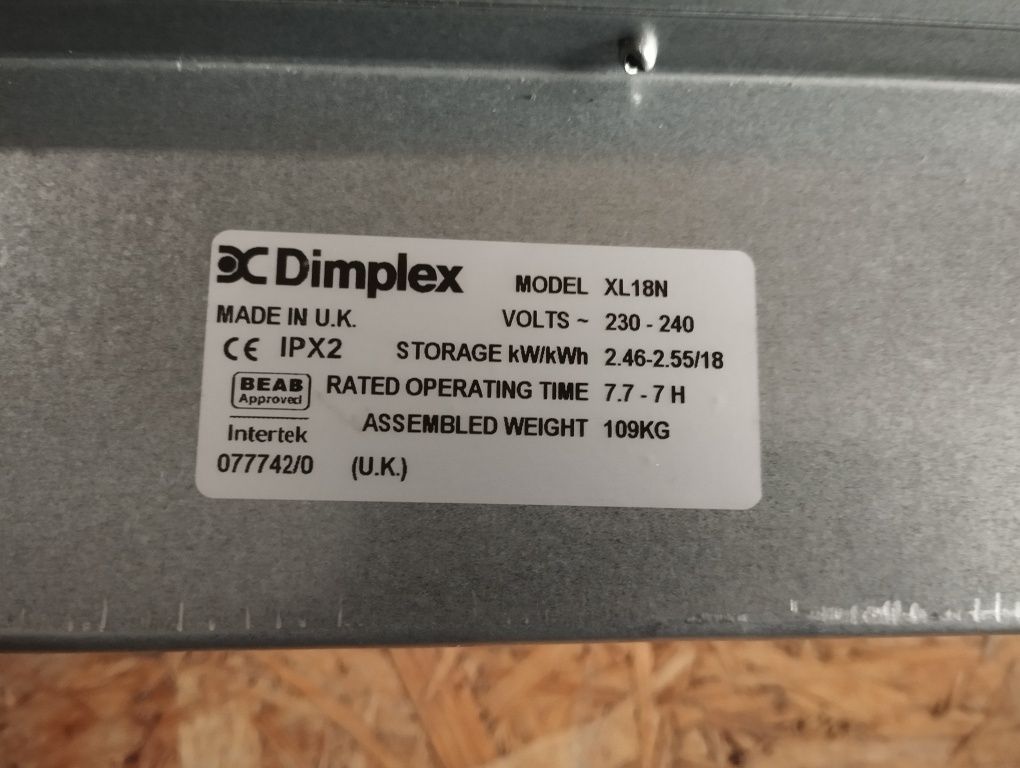 Dimplex
MODEL XL18N
MADE IN U.K.
VOLTS ~ 230 - 240
CE IPX2
STORAGE kW/kWh 2.46-2.55/18
BEAB
Approved
RATED OPERATING TIME 7.7 - 7 H
Intertek
ASSEMBLED WEIGHT 109KG
077742/0 (U.K.)